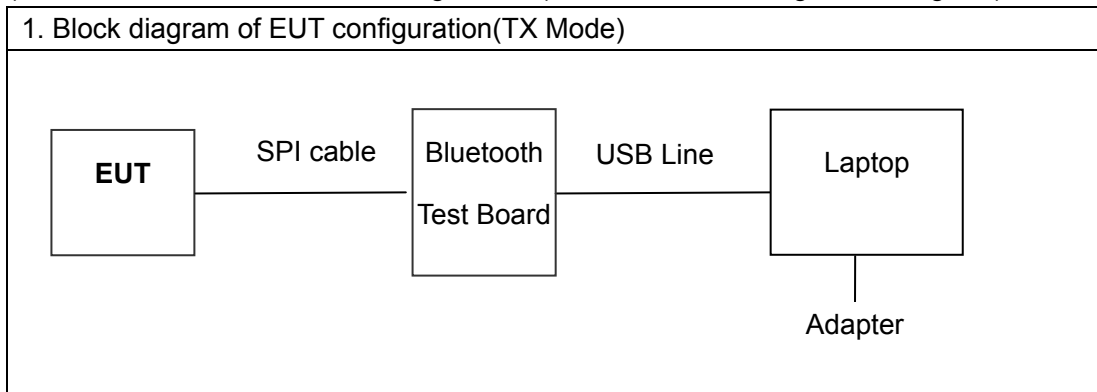 1. Block diagram of EUT configuration(TX Mode)
EUT
SPI cable
Bluetooth
Test Board
USB Line
Laptop
Adapter